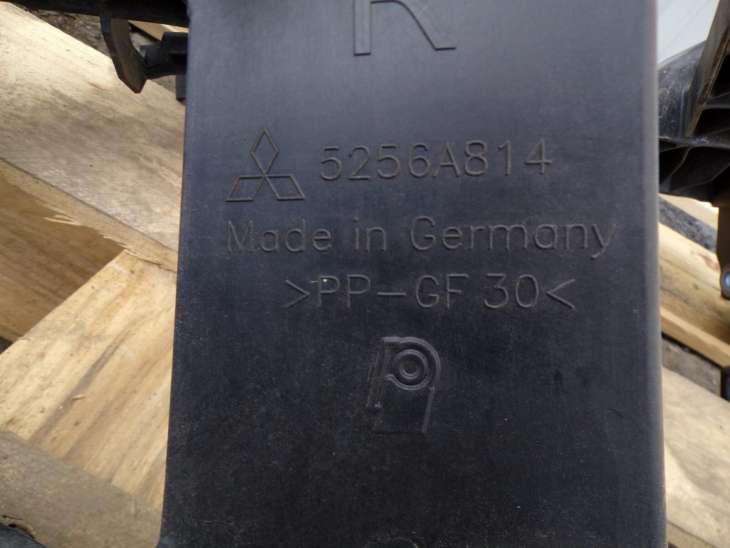 R
5256A814
Made in Germany
>PP-GF 30<